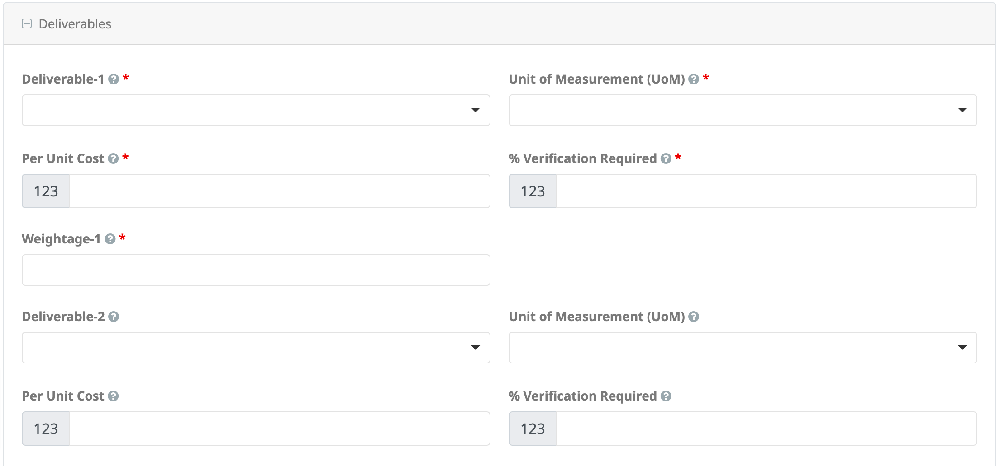 Deliverables
Deliverable-1 ? *
Unit of Measurement (UoM) ? *
Per Unit Cost ? *
% Verification Required ? *
123
123
Weightage-1 ? *
Deliverable-2 ?
Unit of Measurement (UoM) ?
Per Unit Cost ?
% Verification Required ?
123
123